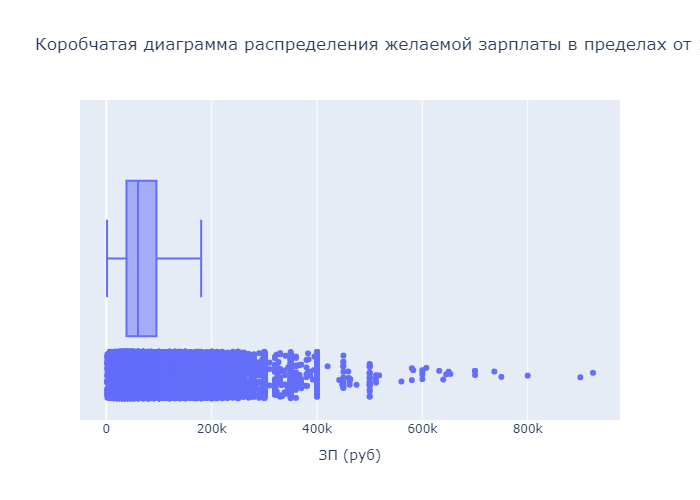 Коробчатая диаграмма распределения желаемой зарплаты в пределах от
0 200k 400k 600k 800k
ЗП (руб)